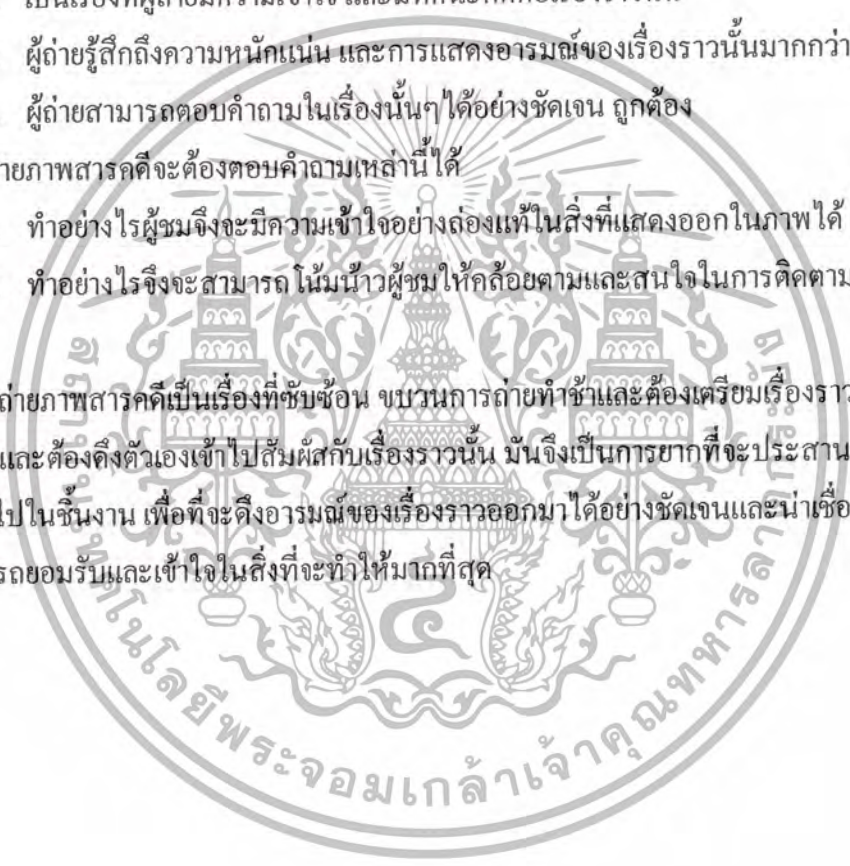 ผู้ถ่ายรู้สึกถึงความหนักแน่น และการแสดงอารมณ์ของเรื่องราวนั้นมากกว่า
ผู้ถ่ายสามารถตอบคำถามในเรื่องนั้นๆ ได้อย่างชัดเจน ถูกต้อง
ายภาพสารคดีจะต้องตอบคำถามเหล่านี้ได้
ทำอย่างไรผู้ชมจึงจะมีความเข้าใจอย่างถ่องแท้ในสิ่งที่แสดงออกในภาพได้
ทำอย่างไรจึงจะสามารถโน้มน้าวผู้ชมให้คล้อยตามและสนใจในการติดตาม
ถ่ายภาพสารคดีเป็นเรื่องที่ซับซ้อน ขบวนการถ่ายทำช้าและต้องเตรียมเรื่องราว
และต้องดึงตัวเองเข้าไปสัมผัสกับเรื่องราวนั้น มันจึงเป็นการยากที่จะประสาน
ปในชิ้นงาน เพื่อที่จะดึงอารมณ์ของเรื่องราวออกมาได้อย่างชัดเจนและน่าเชื่อ
รถยอมรับและเข้าใจในสิ่งที่จะทำให้มากที่สุด
สถาบันเทคโนโลยีพระจอมเกล้าเจ้าคุณทหารลาดกระบัง